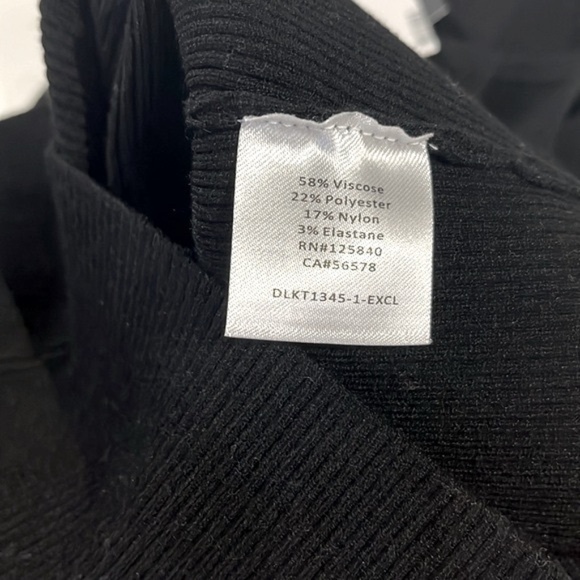 58% Viscose
22% Polyester
17% Nylon
3% Elastane
RN#125840
CA#56578
DLKT1345-1-EXCL